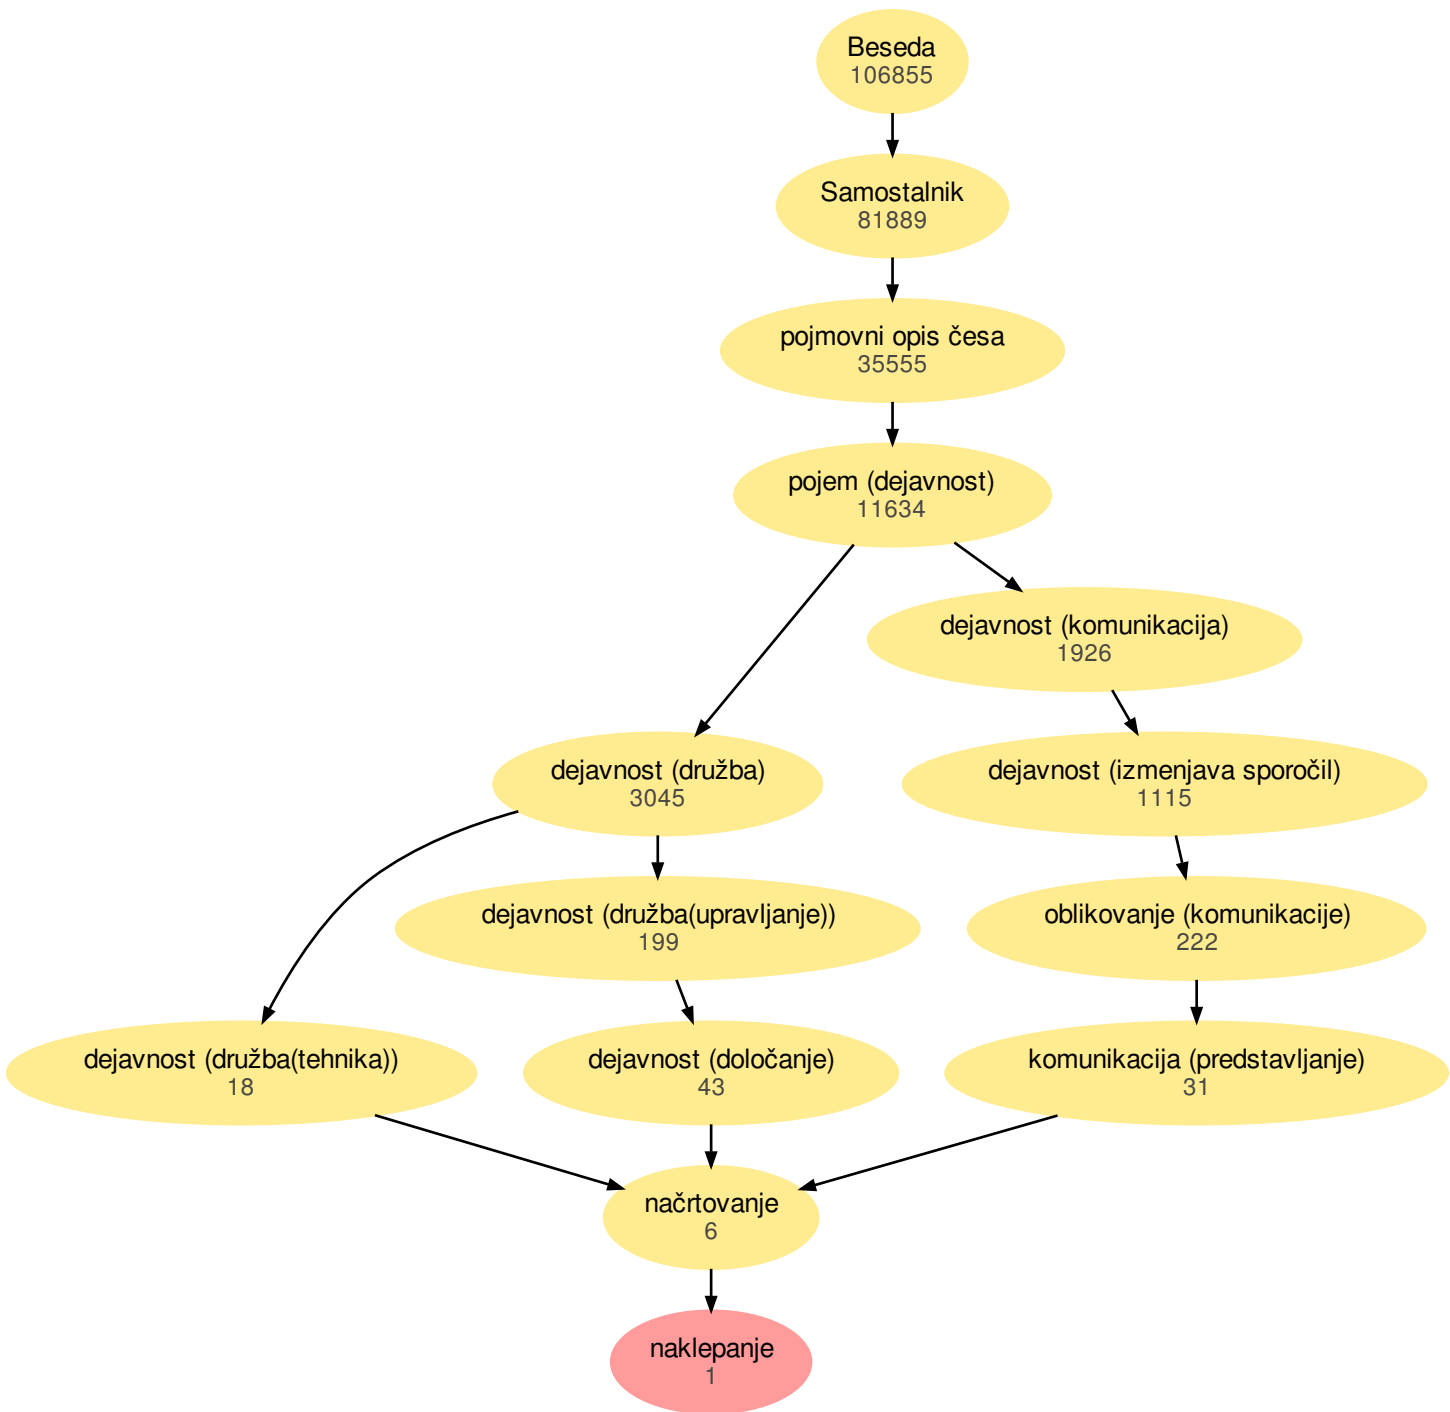 Beseda
106855
Samostalnik
81889
pojmovni opis česa
35555
pojem (dejavnost)
11634
dejavnost (komunikacija)
1926
dejavnost (družba)
3045
dejavnost (izmenjava sporočil)
1115
dejavnost (družba(upravljanje))
199
oblikovanje (komunikacije)
222
dejavnost (družba(tehnika))
18
dejavnost (določanje)
43
komunikacija (predstavljanje)
31
načrtovanje
6
naklepanje
1